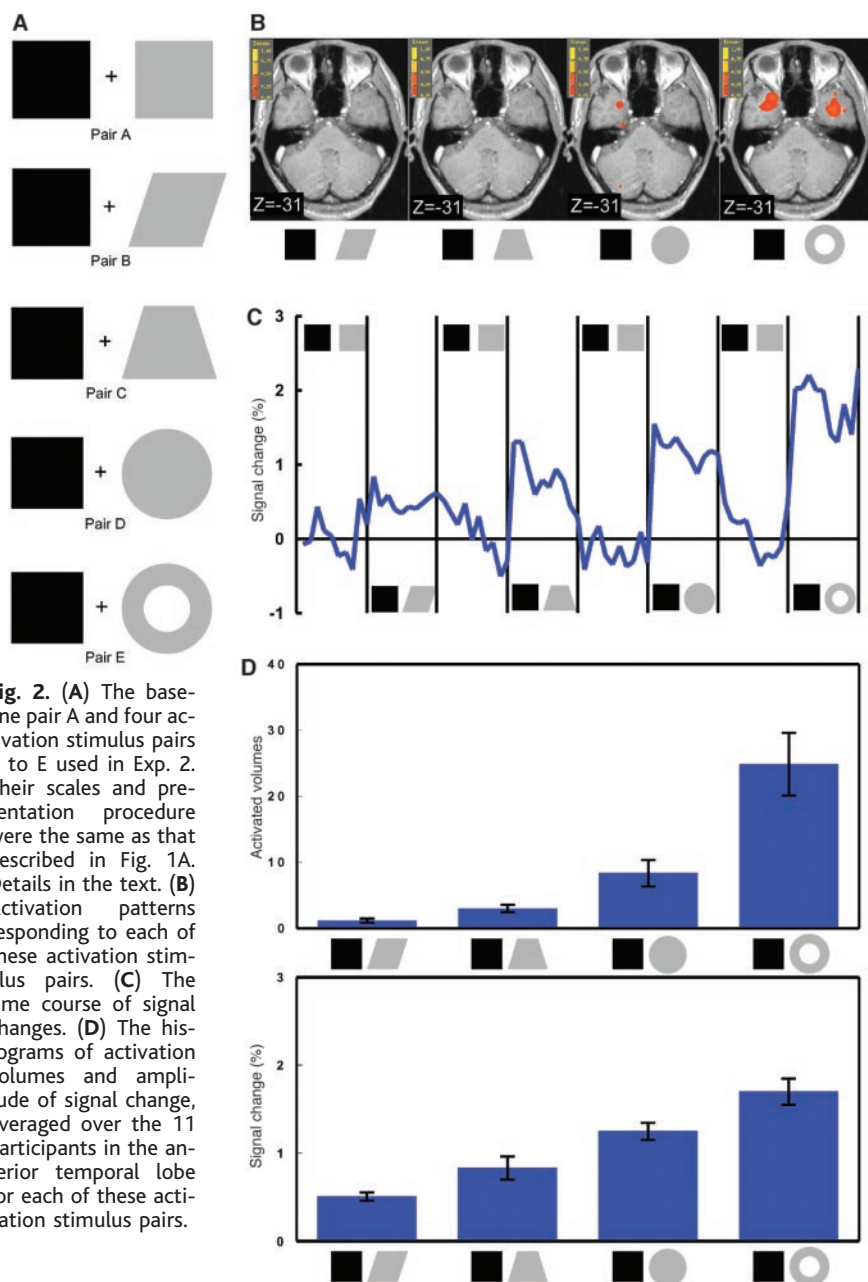 A
+
Pair A
+
Pair B
+
Pair C
+
Pair D
+
Pair E
B
Z=-31
Z=-31
Z=-31
Z=-31
C
3
2
1
0
-1
Signal change (%)
D
40
30
20
10
0
Activated volumes
3
2
1
0
Signal change (%)
ig. 2. (A) The base-
ne pair A and four ac-
vation stimulus pairs
to E used in Exp. 2.
heir scales and pre-
entation procedure
vere the same as that
escribed in Fig. 1A.
etails in the text. (B)
ctivation patterns
esponding to each of
hese activation stim-
lus pairs. (C) The
me course of signal
hanges. (D) The his-
ograms of activation
olumes and ampli-
ude of signal change,
veraged over the 11
articipants in the an-
erior temporal lobe
or each of these acti-
ation stimulus pairs.